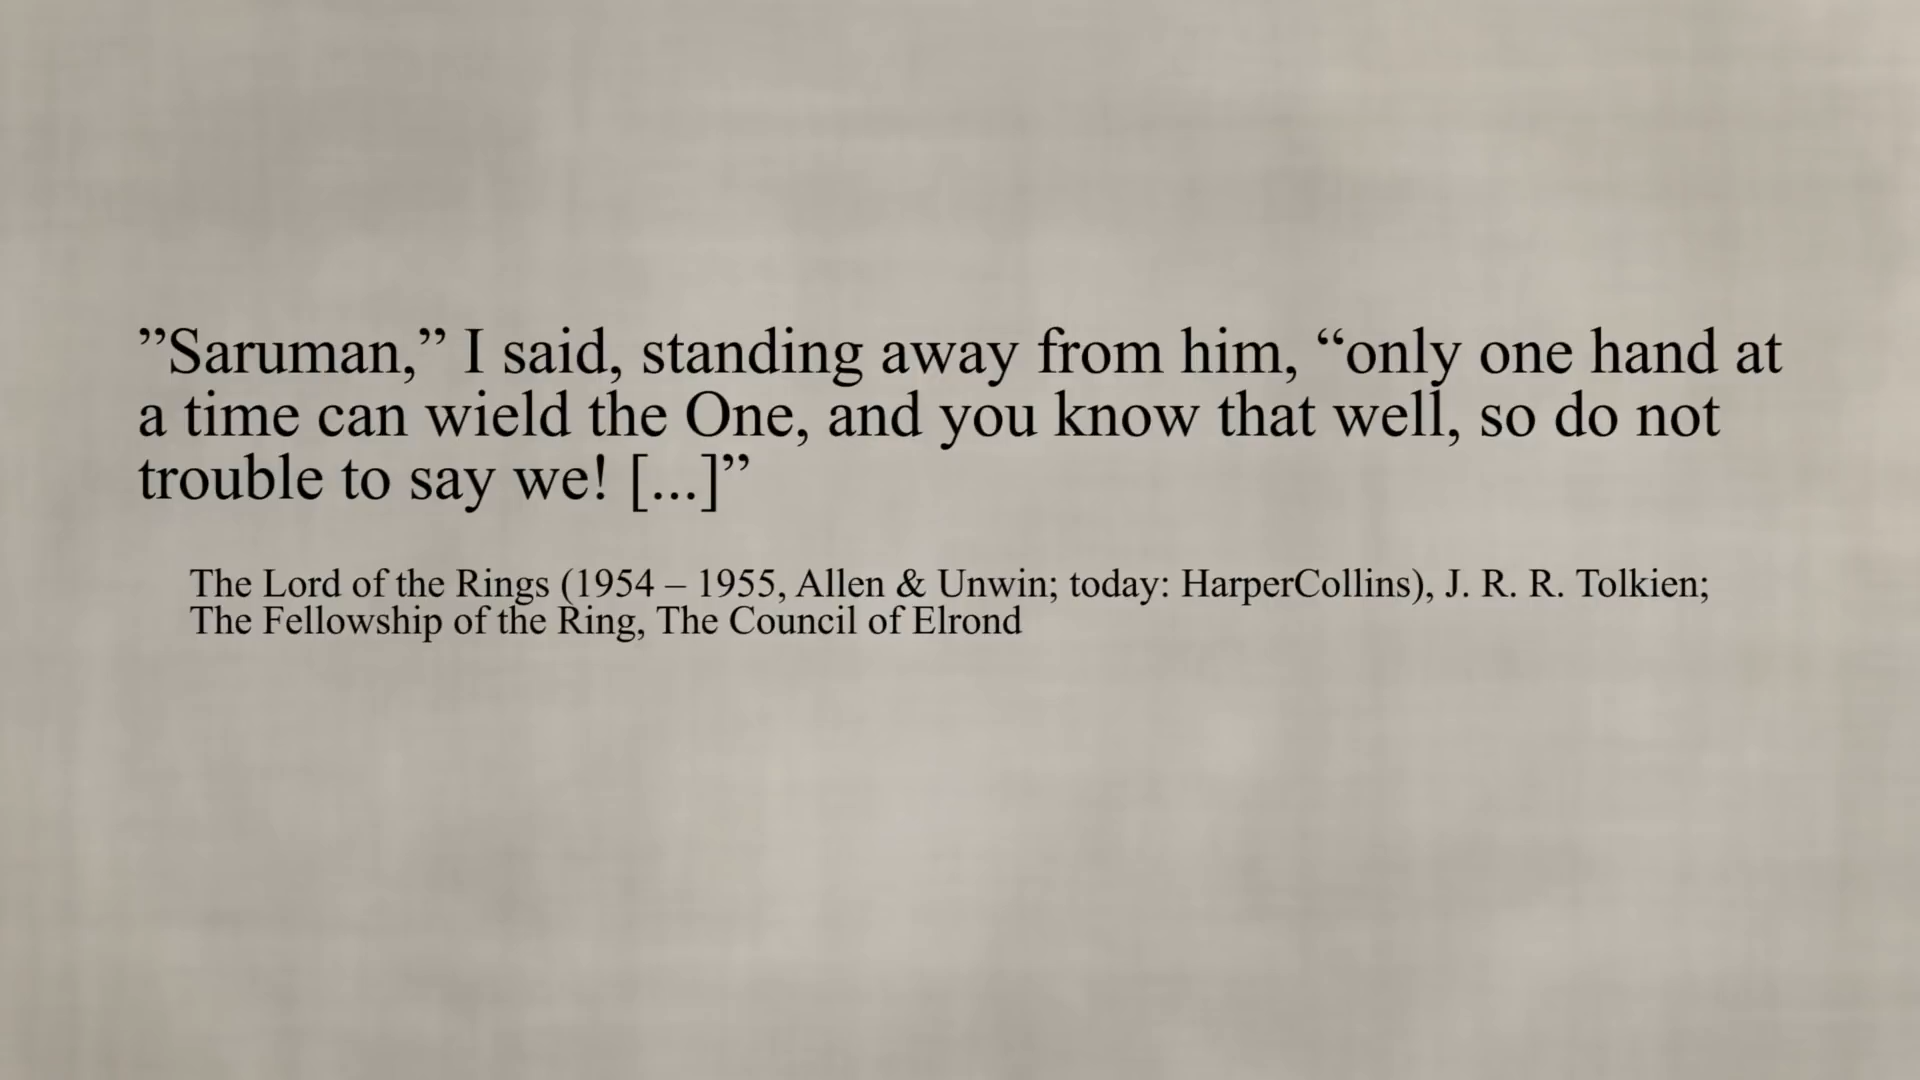 ”Saruman,” I said, standing away from him, “only one hand at
a time can wield the One, and you know that well, so do not
trouble to say we! [...]”
The Lord of the Rings (1954 – 1955, Allen & Unwin; today: HarperCollins), J. R. R. Tolkien;
The Fellowship of the Ring, The Council of Elrond